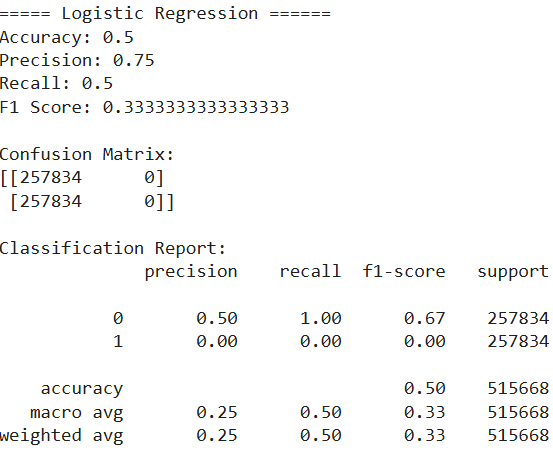 ===== Logistic Regression ======
Accuracy: 0.5
Precision: 0.75
Recall: 0.5
F1 Score: 0.3333333333333333

Confusion Matrix:
[[257834      0]
 [257834      0]]

Classification Report:
              precision    recall  f1-score   support

           0       0.50      1.00      0.67    257834
           1       0.00      0.00      0.00    257834

    accuracy                           0.50    515668
   macro avg       0.25      0.50      0.33    515668
weighted avg       0.25      0.50      0.33    515668